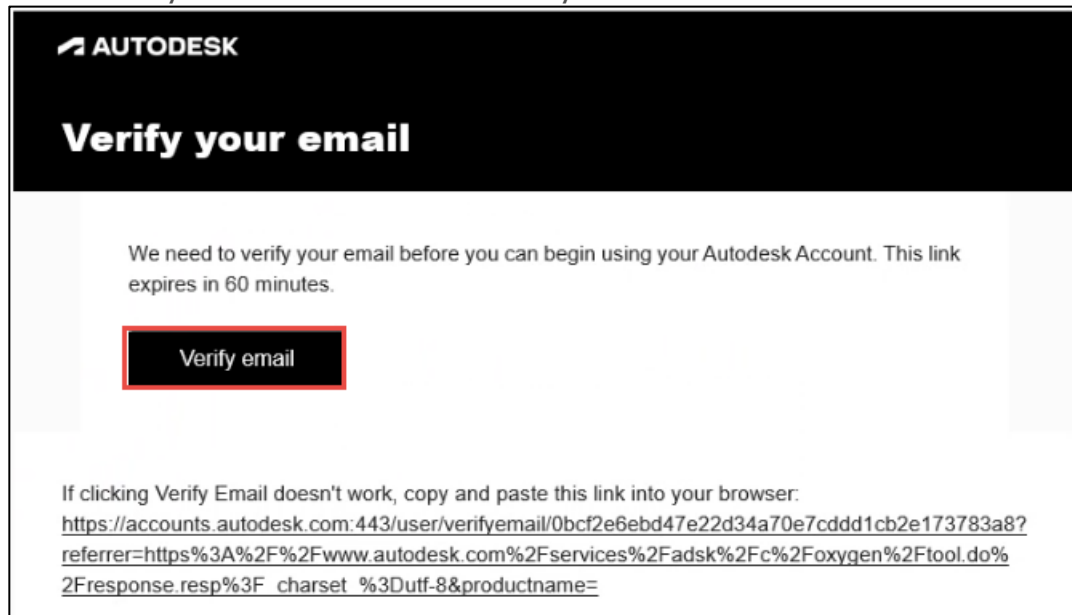 AUTODESK
Verify your email
We need to verify your email before you can begin using your Autodesk Account. This link
expires in 60 minutes.
Verify email
If clicking Verify Email doesn't work, copy and paste this link into your browser:
https://accounts.autodesk.com:443/user/verifyemail/0bcf2e6ebd47e22d34a70e7cddd1cb2e173783a8?
referrer=https%3A%2F%2Fwww.autodesk.com%2Fservices%2Fadsk%2Fc%2Foxygen%2Ftool.do%
2Fresponse.resp%3F_charset_%3Dutf-8&productname=